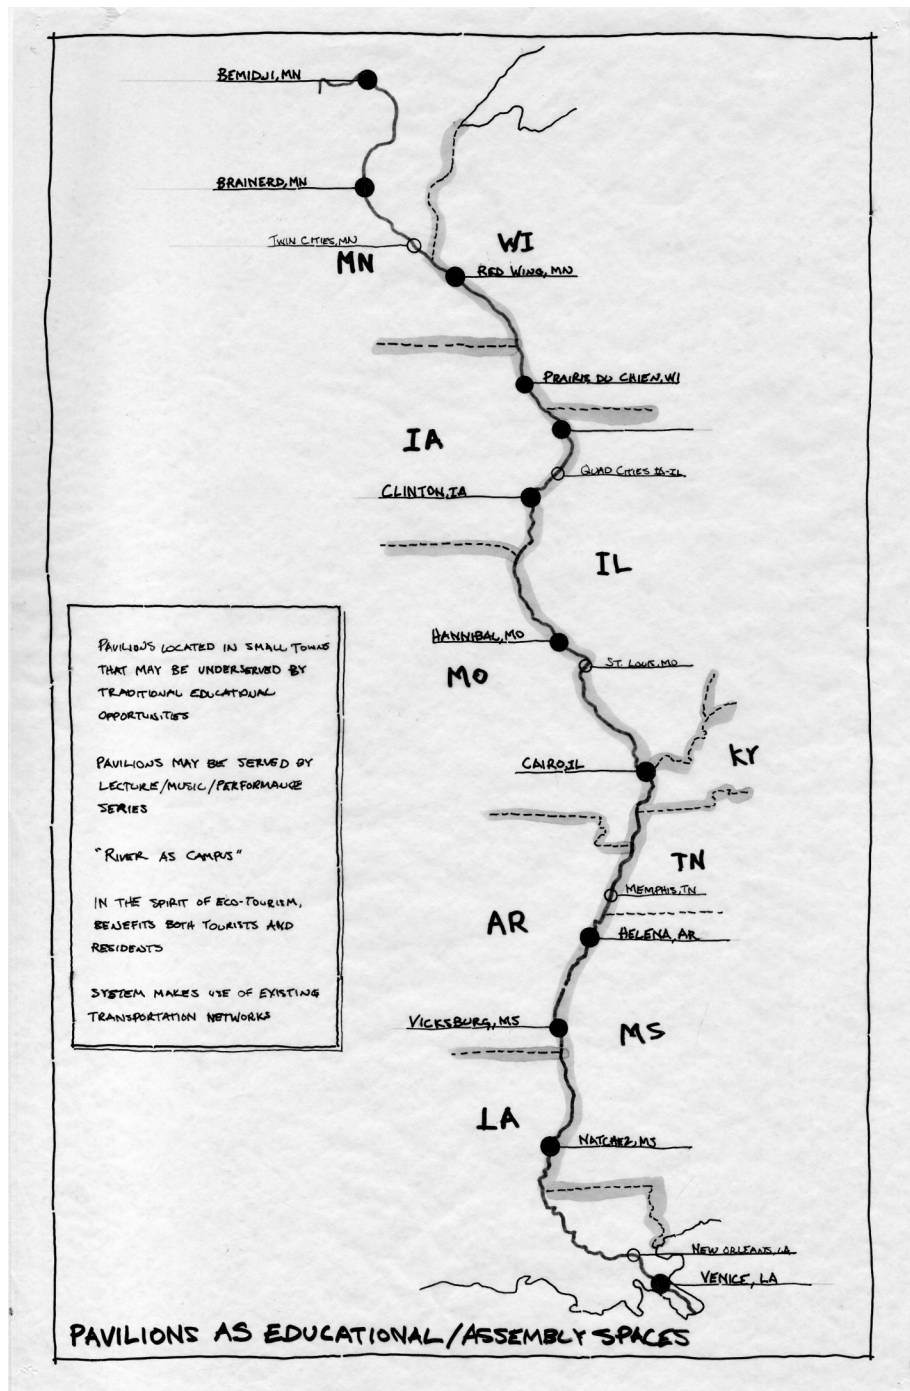 BEMIDJI, MN
BRAINERD, MN
TWIN CITIES, MN
WI
MN
RED WING, MN
PRAIRIE DU CHIEN, WI
IA
QUAD CITIES IA-IL
CLINTON, IA
IL
HANNIBAL, MO
ST. LOUIS, MO
MO
KY
CAIRO, IL
TN
MEMPHIS, TN
AR
HELENA, AR
VICKSBURG, MS
MS
LA
NATCHEZ, MS
NEW ORLEANS, LA
VENICE, LA
PAVILIONS LOCATED IN SMALL TOWNS
THAT MAY BE UNDERSERVED BY
TRADITIONAL EDUCATIONAL
OPPORTUNITIES
PAVILIONS MAY BE SERVED BY
LECTURE/MUSIC/PERFORMANCE
SERIES
"RIVER AS CAMPUS"
IN THE SPIRIT OF ECO-TOURISM,
BENEFITS BOTH TOURISTS AND
RESIDENTS
SYSTEM MAKES USE OF EXISTING
TRANSPORTATION NETWORKS
PAVILIONS AS EDUCATIONAL/ASSEMBLY SPACES